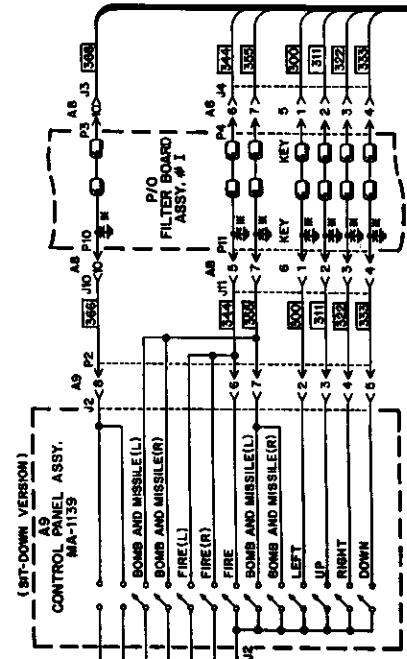 (SIT-DOWN VERSION)
A9
CONTROL PANEL ASSY.
MA-1139
BOMB AND MISSILE(L)
BOMB AND MISSILE(R)
FIRE(L)
FIRE(R)
FIRE
BOMB AND MISSILE(L)
BOMB AND MISSILE(R)
LEFT
UP
RIGHT
DOWN
J2
J2
A9
P2
8
6
7
2
3
4
5
366
344
355
300
311
322
333
J10
A8
P10
10
J11
A8
P11
5
7
6
KEY
1
2
3
4
P/O
FILTER BOARD
ASSY. #1
P3
A8
J3
10
P4
A8
J4
6
7
5
KEY
1
2
3
4
366
344
355
300
311
322
333